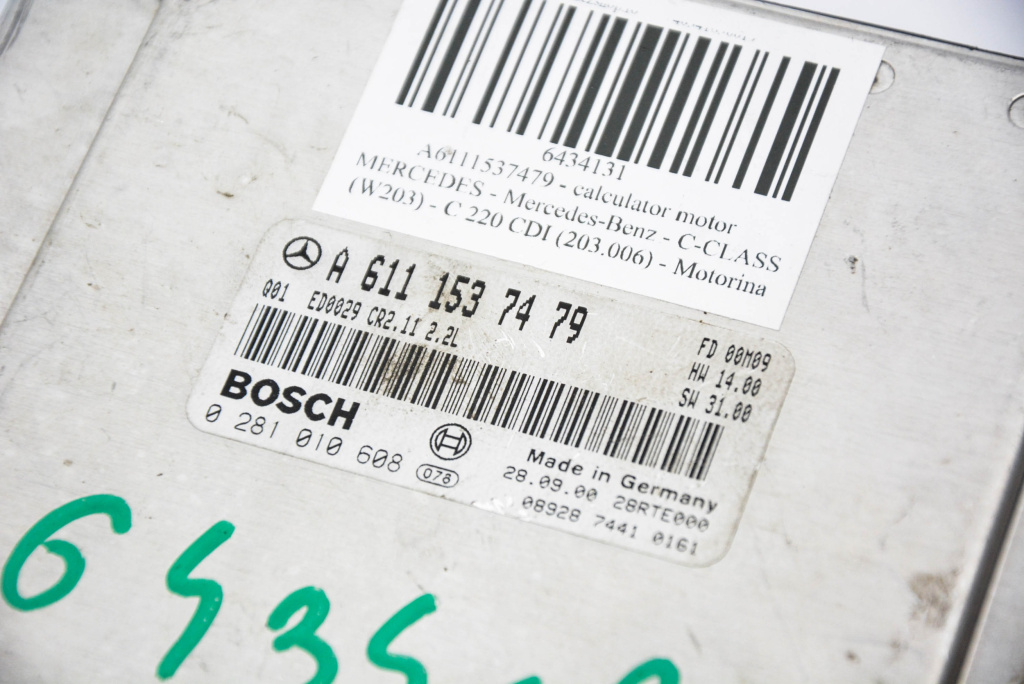 6434131
A6111537479 - calculator motor
MERCEDES - Mercedes-Benz - C-CLASS
(W203) - C 220 CDI (203.006) - Motorina
A 611 153 74 79
Q01 ED0029 CR2.11 2.2L
FD 00M09
HW 14.00
SW 31.00
BOSCH
0 281 010 608
078
Made in Germany
28.09.00 28RTE000
08928 7441 0161